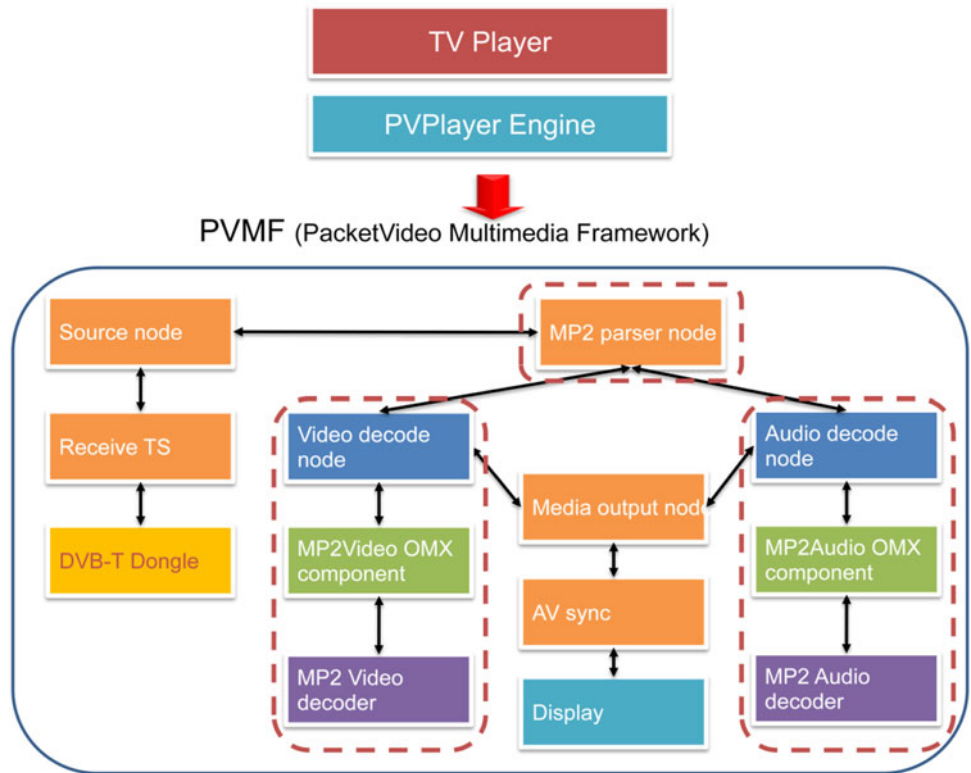 TV Player
PVPlayer Engine
PVMF (PacketVideo Multimedia Framework)
Source node
MP2 parser node
Receive TS
Video decode
node
Audio decode
node
Media output node
DVB-T Dongle
MP2Video OMX
component
MP2Audio OMX
component
AV sync
MP2 Video
decoder
MP2 Audio
decoder
Display